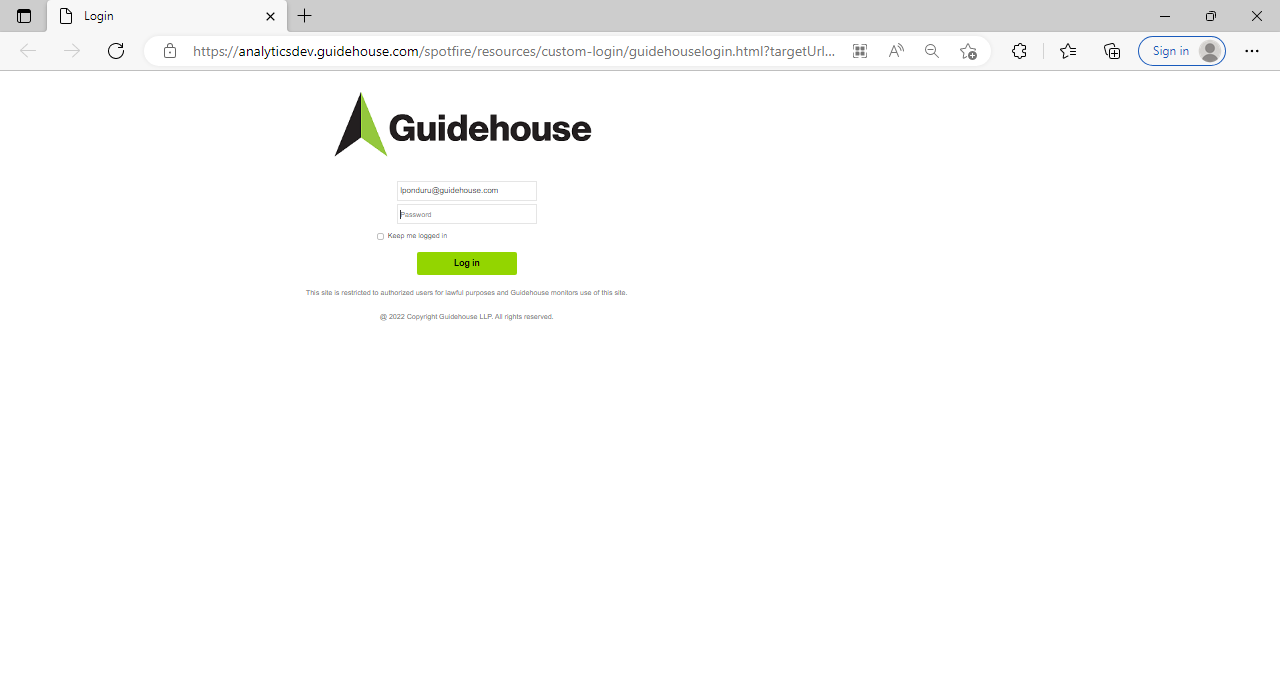 Login
https://analyticsdev.guidehouse.com/spotfire/resources/custom-login/guidehouselogin.html?targetUrl...
Sign in
Guidehouse
lponduru@guidehouse.com
Password
Keep me logged in
Log in
This site is restricted to authorized users for lawful purposes and Guidehouse monitors use of this site.
@ 2022 Copyright Guidehouse LLP. All rights reserved.